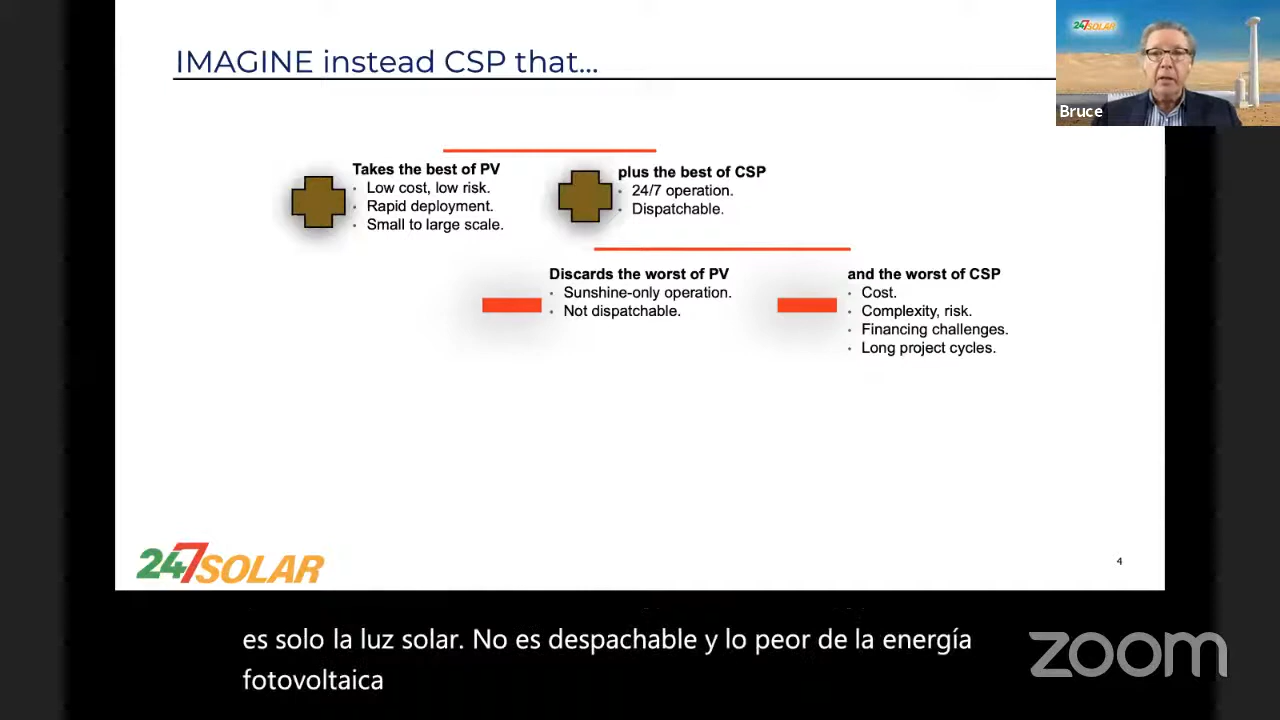 IMAGINE instead CSP that...
247SOLAR
Bruce
Takes the best of PV
· Low cost, low risk.
· Rapid deployment.
· Small to large scale.
plus the best of CSP
· 24/7 operation.
· Dispatchable.
Discards the worst of PV
· Sunshine-only operation.
· Not dispatchable.
and the worst of CSP
· Cost.
· Complexity, risk.
· Financing challenges.
· Long project cycles.
247SOLAR
4
es solo la luz solar. No es despachable y lo peor de la energía
fotovoltaica
zoom